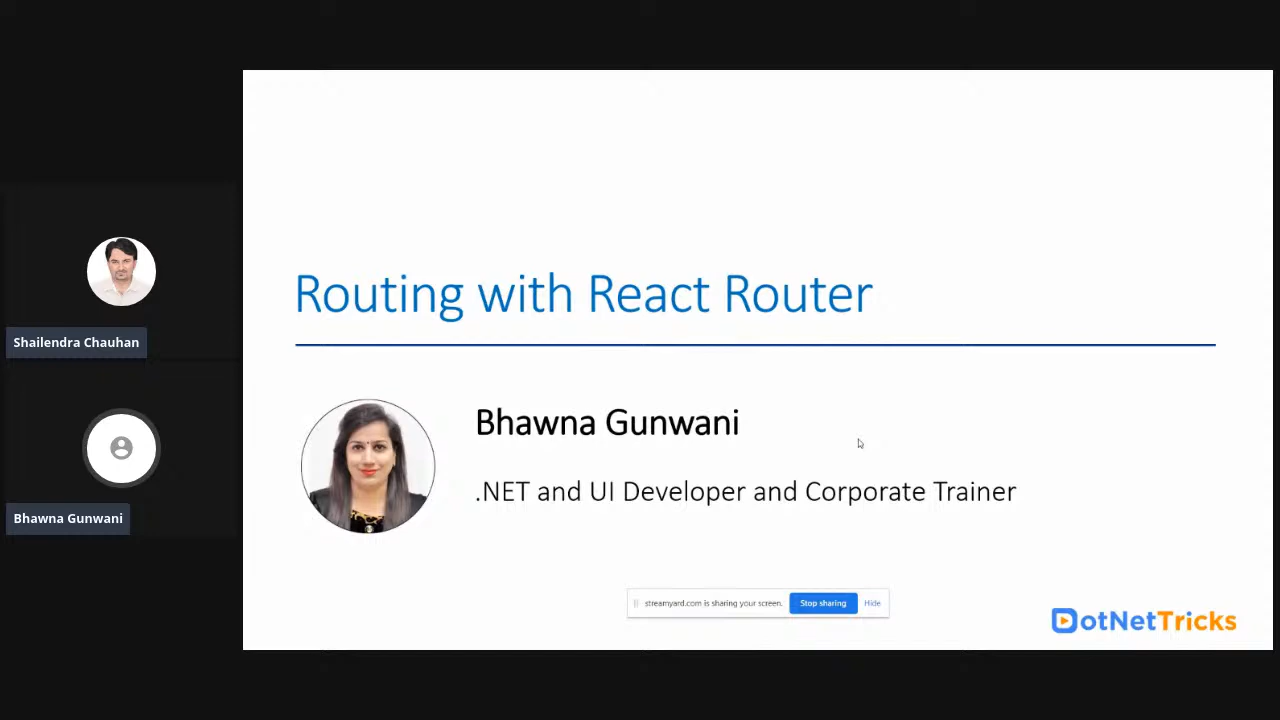 Shailendra Chauhan
Bhawna Gunwani
Routing with React Router
Bhawna Gunwani
.NET and UI Developer and Corporate Trainer
streamyard.com is sharing your screen. Stop sharing Hide
DotNetTricks